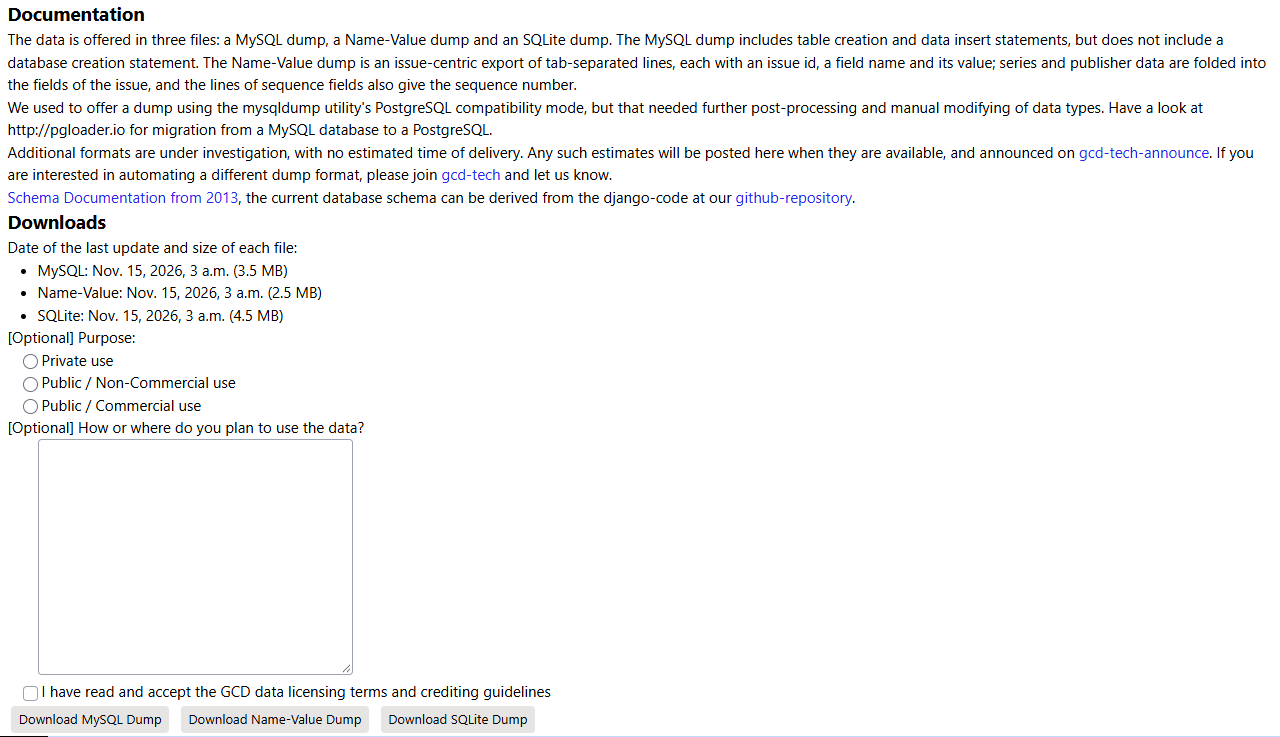 Documentation
The data is offered in three files: a MySQL dump, a Name-Value dump and an SQLite dump. The MySQL dump includes table creation and data insert statements, but does not include a
database creation statement. The Name-Value dump is an issue-centric export of tab-separated lines, each with an issue id, a field name and its value; series and publisher data are folded into
the fields of the issue, and the lines of sequence fields also give the sequence number.
We used to offer a dump using the mysqldump utility's PostgreSQL compatibility mode, but that needed further post-processing and manual modifying of data types. Have a look at
http://pgloader.io for migration from a MySQL database to a PostgreSQL.
Additional formats are under investigation, with no estimated time of delivery. Any such estimates will be posted here when they are available, and announced on gcd-tech-announce. If you
are interested in automating a different dump format, please join gcd-tech and let us know.
Schema Documentation from 2013, the current database schema can be derived from the django-code at our github-repository.
Downloads
Date of the last update and size of each file:
• MySQL: Nov. 15, 2026, 3 a.m. (3.5 MB)
• Name-Value: Nov. 15, 2026, 3 a.m. (2.5 MB)
• SQLite: Nov. 15, 2026, 3 a.m. (4.5 MB)
[Optional] Purpose:
Private use
Public / Non-Commercial use
Public / Commercial use
[Optional] How or where do you plan to use the data?
I have read and accept the GCD data licensing terms and crediting guidelines
Download MySQL Dump Download Name-Value Dump Download SQLite Dump